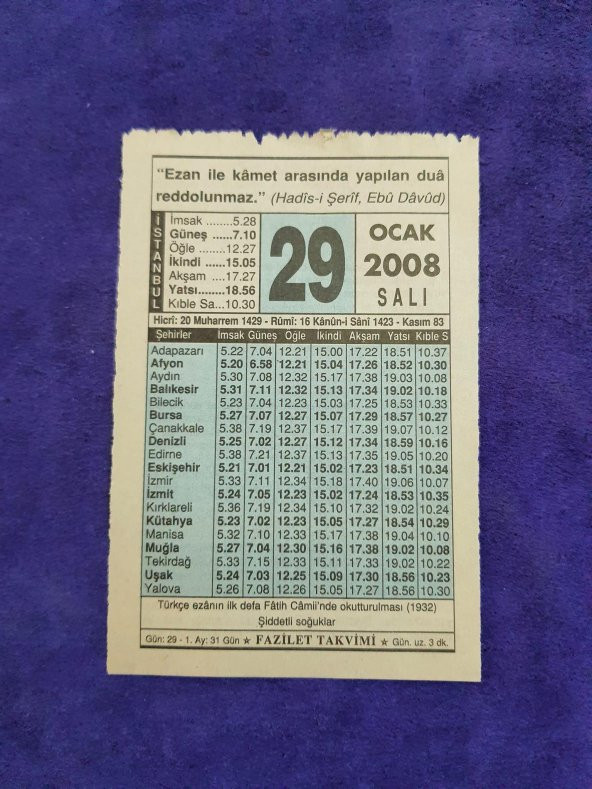 “Ezan ile kâmet arasında yapılan duâ
reddolunmaz.” (Hadîs-i Şerîf, Ebû Dâvûd)
İSTANBUL
İmsak ........5.28
Güneş ......7.10
Öğle ........12.27
İkindi ......15.05
Akşam ....17.27
Yatsı........18.56
Kıble Sa...10.30
29
OCAK
2008
SALI
Hicrî: 20 Muharrem 1429 - Rûmî: 16 Kânûn-i Sânî 1423 - Kasım 83
Şehirler İmsak Güneş Öğle İkindi Akşam Yatsı Kıble S
Adapazarı 5.22 7.04 12.21 15.00 17.22 18.51 10.37
Afyon 5.20 6.58 12.21 15.04 17.26 18.52 10.30
Aydın 5.30 7.08 12.32 15.17 17.38 19.03 10.08
Balıkesir 5.31 7.11 12.32 15.13 17.34 19.02 10.18
Bilecik 5.23 7.04 12.23 15.03 17.25 18.53 10.33
Bursa 5.27 7.07 12.27 15.07 17.29 18.57 10.27
Çanakkale 5.38 7.19 12.37 15.17 17.39 19.07 10.12
Denizli 5.25 7.02 12.27 15.12 17.34 18.59 10.16
Edirne 5.38 7.21 12.37 15.13 17.35 19.05 10.20
Eskişehir 5.21 7.01 12.21 15.02 17.23 18.51 10.34
İzmir 5.33 7.11 12.34 15.18 17.40 19.06 10.07
İzmit 5.24 7.05 12.23 15.02 17.24 18.53 10.35
Kırklareli 5.36 7.19 12.34 15.10 17.32 19.02 10.24
Kütahya 5.23 7.02 12.23 15.05 17.27 18.54 10.29
Manisa 5.32 7.10 12.33 15.17 17.38 19.04 10.10
Muğla 5.27 7.04 12.30 15.16 17.38 19.02 10.08
Tekirdağ 5.33 7.15 12.33 15.11 17.33 19.02 10.22
Uşak 5.24 7.03 12.25 15.09 17.30 18.56 10.23
Yalova 5.26 7.08 12.26 15.05 17.27 18.56 10.30
Türkçe ezânın ilk defa Fâtih Câmii’nde okutturulması (1932)
Şiddetli soğuklar
Gün: 29 - 1. Ay: 31 Gün ★ FAZİLET TAKVİMİ ★ Gün. uz. 3 dk.